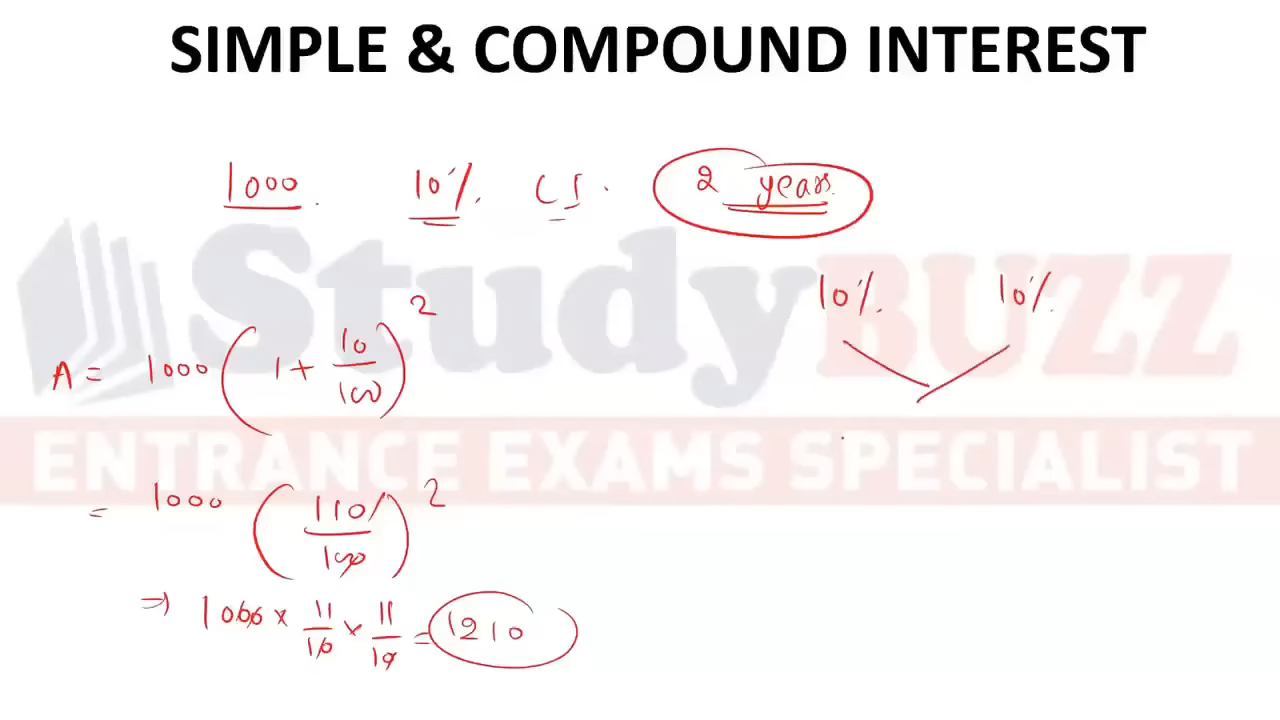 SIMPLE & COMPOUND INTEREST
1000. 10%. CI. 2 years.
StudyBUZZ
ENTRANCE EXAMS SPECIALIST
10%. 10%.
A = 1000 (1 + 10/100)^2
= 1000 (110/100)^2
⇒ 1000 × 11/10 × 11/10 = 1210